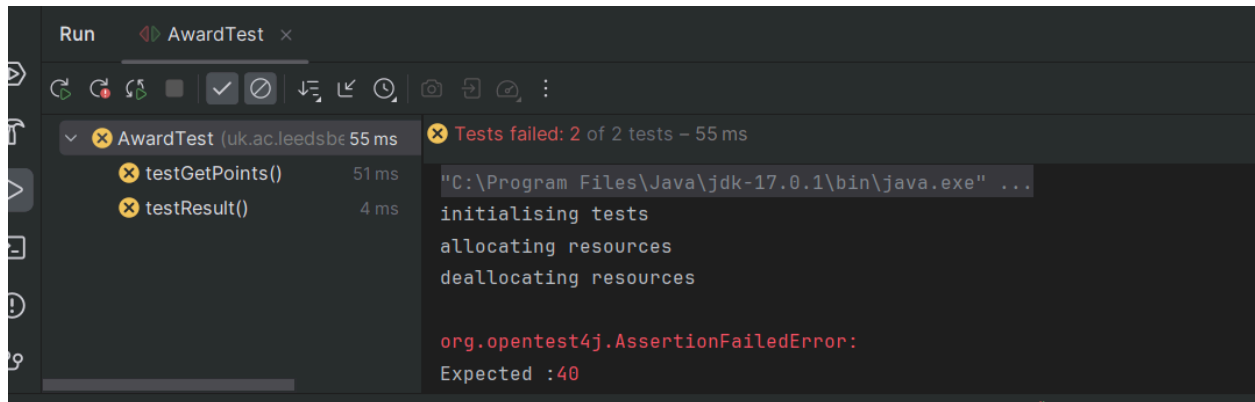 Run AwardTest ×
AwardTest (uk.ac.leedsbe 55 ms
testGetPoints() 51 ms
testResult() 4 ms
Tests failed: 2 of 2 tests – 55 ms
"C:\Program Files\Java\jdk-17.0.1\bin\java.exe" ...
initialising tests
allocating resources
deallocating resources
org.opentest4j.AssertionFailedError:
Expected :40